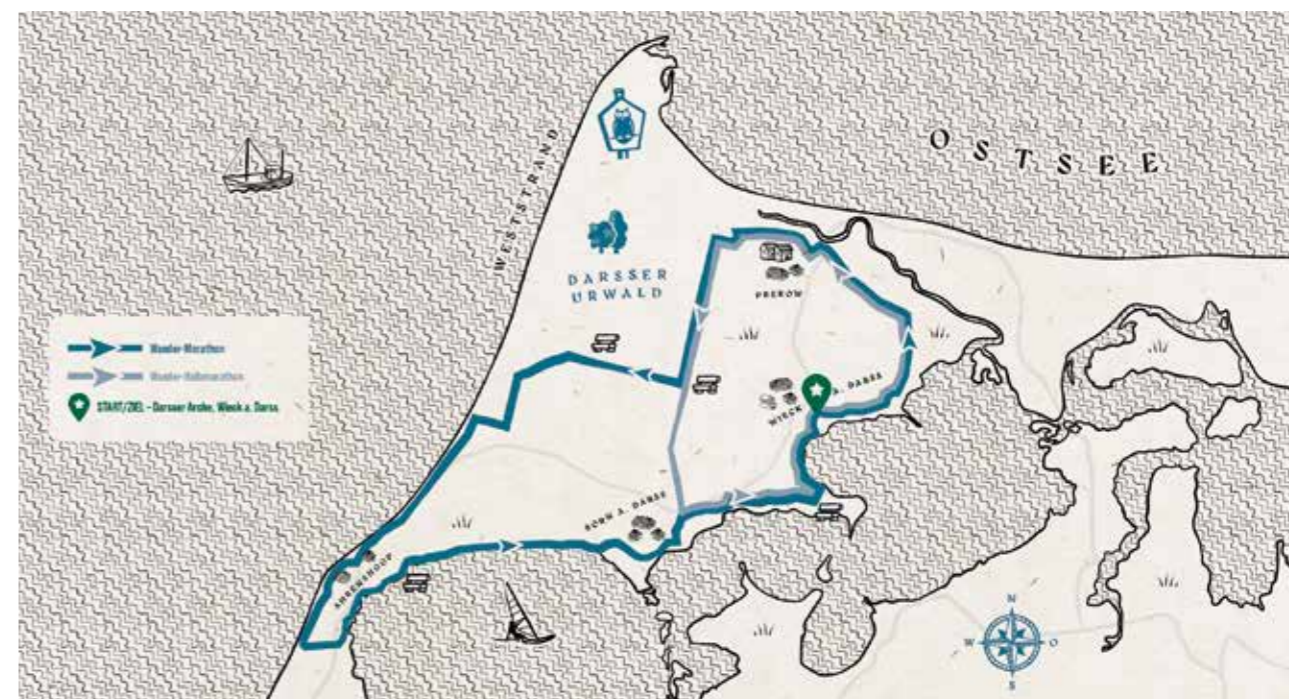 OSTSEE
WESTSTRAND
DARSSER
URWALD
PREROW
Wander-Marathon
Wander-Halbmarathon
START/ZIEL – Darsser Arche, Wieck a. Darss
WIECK A. DARSS
BORN A. DARSS
AHRENSHOOP
N
W
O
S